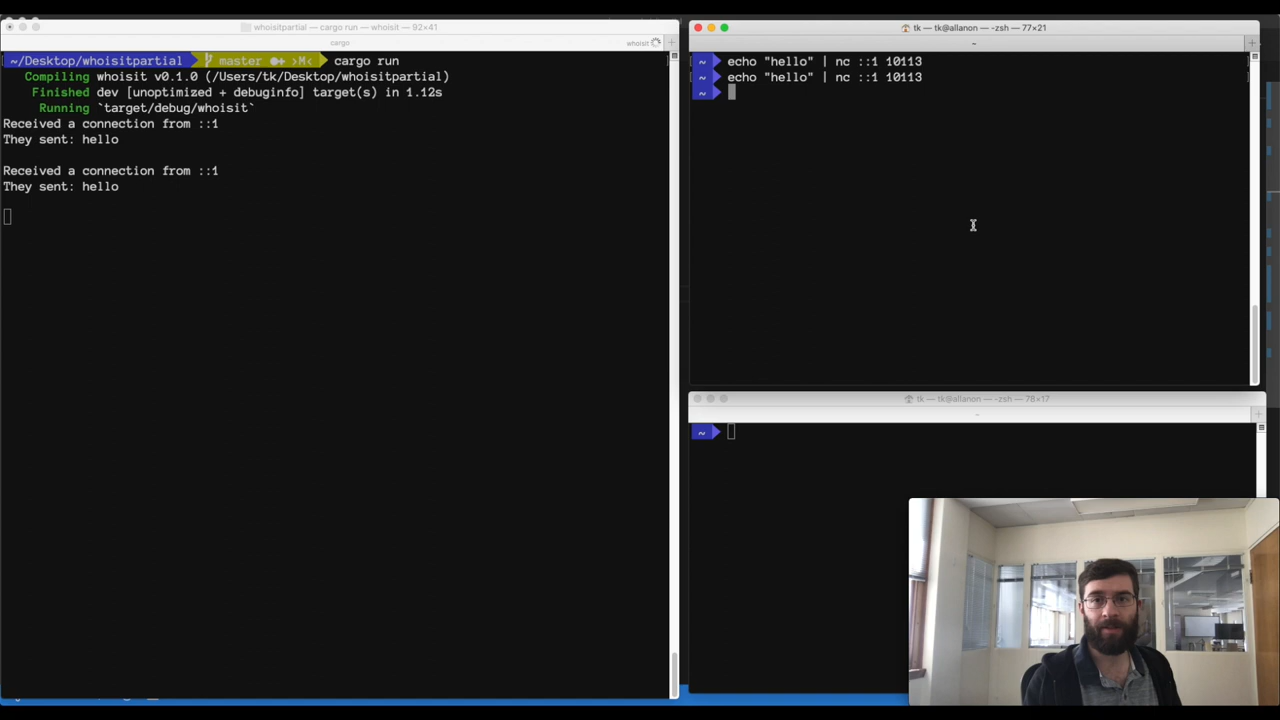 whoisitpartial — cargo run — whoisit — 92×41
cargo
whoisit
~/Desktop/whoisitpartial master ●✚ >M< cargo run
Compiling whoisit v0.1.0 (/Users/tk/Desktop/whoisitpartial)
Finished dev [unoptimized + debuginfo] target(s) in 1.12s
Running `target/debug/whoisit`
Received a connection from ::1
They sent: hello
Received a connection from ::1
They sent: hello
tk — tk@allanon — -zsh — 77×21
~
~ echo "hello" | nc ::1 10113
~ echo "hello" | nc ::1 10113
~
tk — tk@allanon — -zsh — 78×17
~
~